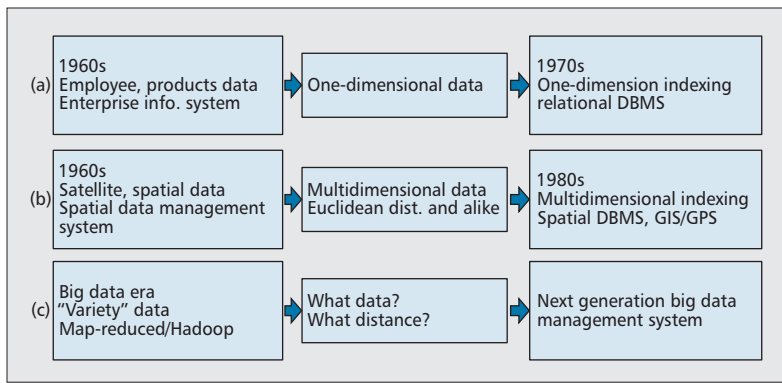 (a)
1960s
Employee, products data
Enterprise info. system
One-dimensional data
1970s
One-dimension indexing
relational DBMS
(b)
1960s
Satellite, spatial data
Spatial data management
system
Multidimensional data
Euclidean dist. and alike
1980s
Multidimensional indexing
Spatial DBMS, GIS/GPS
(c)
Big data era
“Variety” data
Map-reduced/Hadoop
What data?
What distance?
Next generation big data
management system